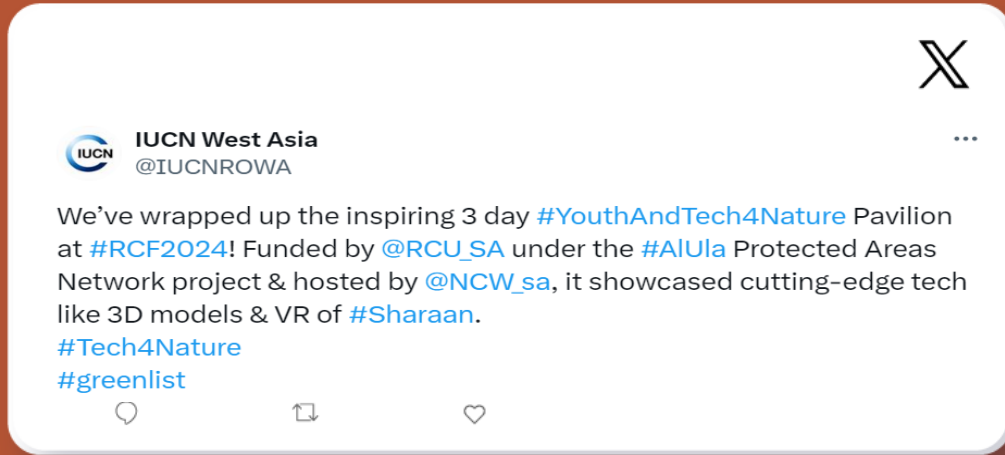 X
IUCN
IUCN West Asia
@IUCNROWA
We’ve wrapped up the inspiring 3 day #YouthAndTech4Nature Pavilion
at #RCF2024! Funded by @RCU_SA under the #AlUla Protected Areas
Network project & hosted by @NCW_sa, it showcased cutting-edge tech
like 3D models & VR of #Sharaan.
#Tech4Nature
#greenlist